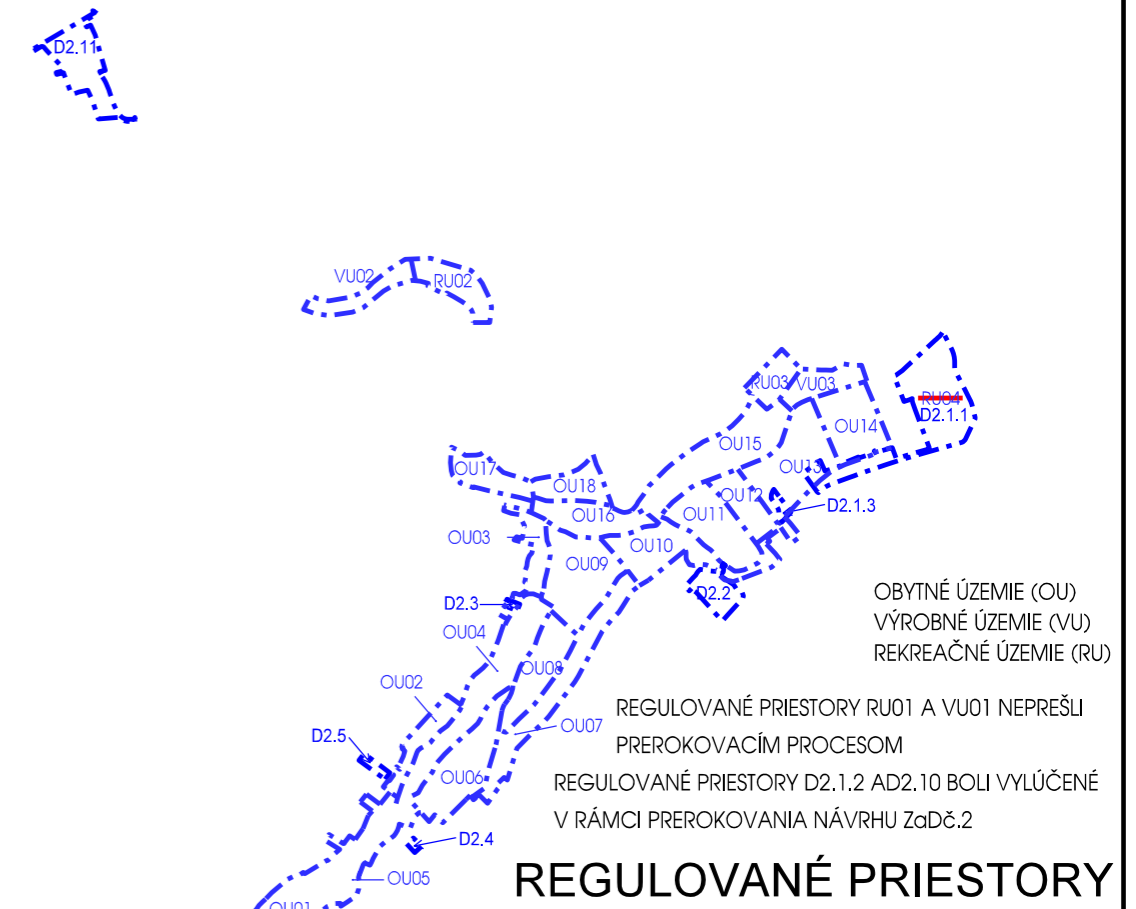 D2.11
VU02
RU02
RU03
VU03
RU04
D2.1.1
OU14
OU15
OU17
OU13
OU18
OU12
D2.1.3
OU16
OU11
OU03
OU10
OU09
D2.2
OBYTNÉ ÚZEMIE (OU)
D2.3
VÝROBNÉ ÚZEMIE (VU)
OU04
REKREAČNÉ ÚZEMIE (RU)
OU08
OU02
REGULOVANÉ PRIESTORY RU01 A VU01 NEPREŠLI
OU07
D2.5
PREROKOVACÍM PROCESOM
OU06
REGULOVANÉ PRIESTORY D2.1.2 AD2.10 BOLI VYLÚČENÉ
V RÁMCI PREROKOVANIA NÁVRHU ZaDč.2
D2.4
OU05
REGULOVANÉ PRIESTORY
OU01